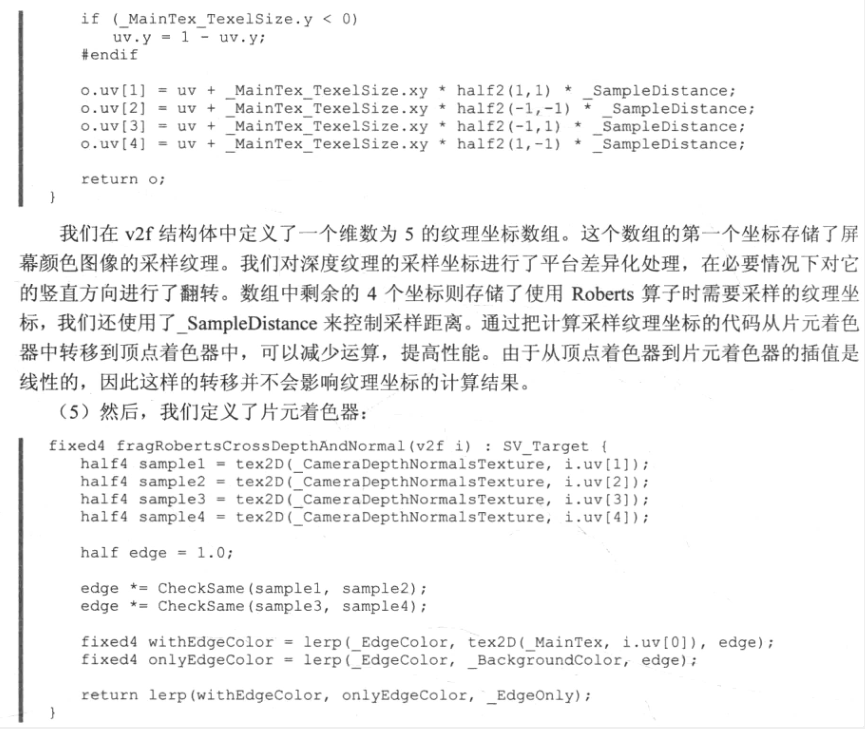 if (_MainTex_TexelSize.y < 0)
uv.y = 1 - uv.y;
#endif
o.uv[1] = uv + _MainTex_TexelSize.xy * half2(1,1) * _SampleDistance;
o.uv[2] = uv + _MainTex_TexelSize.xy * half2(-1,-1) * _SampleDistance;
o.uv[3] = uv + _MainTex_TexelSize.xy * half2(-1,1) * _SampleDistance;
o.uv[4] = uv + _MainTex_TexelSize.xy * half2(1,-1) * _SampleDistance;
return o;
}
我们在 v2f 结构体中定义了一个维数为 5 的纹理坐标数组。这个数组的第一个坐标存储了屏
幕颜色图像的采样纹理。我们对深度纹理的采样坐标进行了平台差异化处理，在必要情况下对它
的竖直方向进行了翻转。数组中剩余的 4 个坐标则存储了使用 Roberts 算子时需要采样的纹理坐
标，我们还使用了_SampleDistance 来控制采样距离。通过把计算采样纹理坐标的代码从片元着色
器中转移到顶点着色器中，可以减少运算，提高性能。由于从顶点着色器到片元着色器的插值是
线性的，因此这样的转移并不会影响纹理坐标的计算结果。
（5）然后，我们定义了片元着色器：
fixed4 fragRobertsCrossDepthAndNormal(v2f i) : SV_Target {
half4 sample1 = tex2D(_CameraDepthNormalsTexture, i.uv[1]);
half4 sample2 = tex2D(_CameraDepthNormalsTexture, i.uv[2]);
half4 sample3 = tex2D(_CameraDepthNormalsTexture, i.uv[3]);
half4 sample4 = tex2D(_CameraDepthNormalsTexture, i.uv[4]);
half edge = 1.0;
edge *= CheckSame(sample1, sample2);
edge *= CheckSame(sample3, sample4);
fixed4 withEdgeColor = lerp(_EdgeColor, tex2D(_MainTex, i.uv[0]), edge);
fixed4 onlyEdgeColor = lerp(_EdgeColor, _BackgroundColor, edge);
return lerp(withEdgeColor, onlyEdgeColor, _EdgeOnly);
}